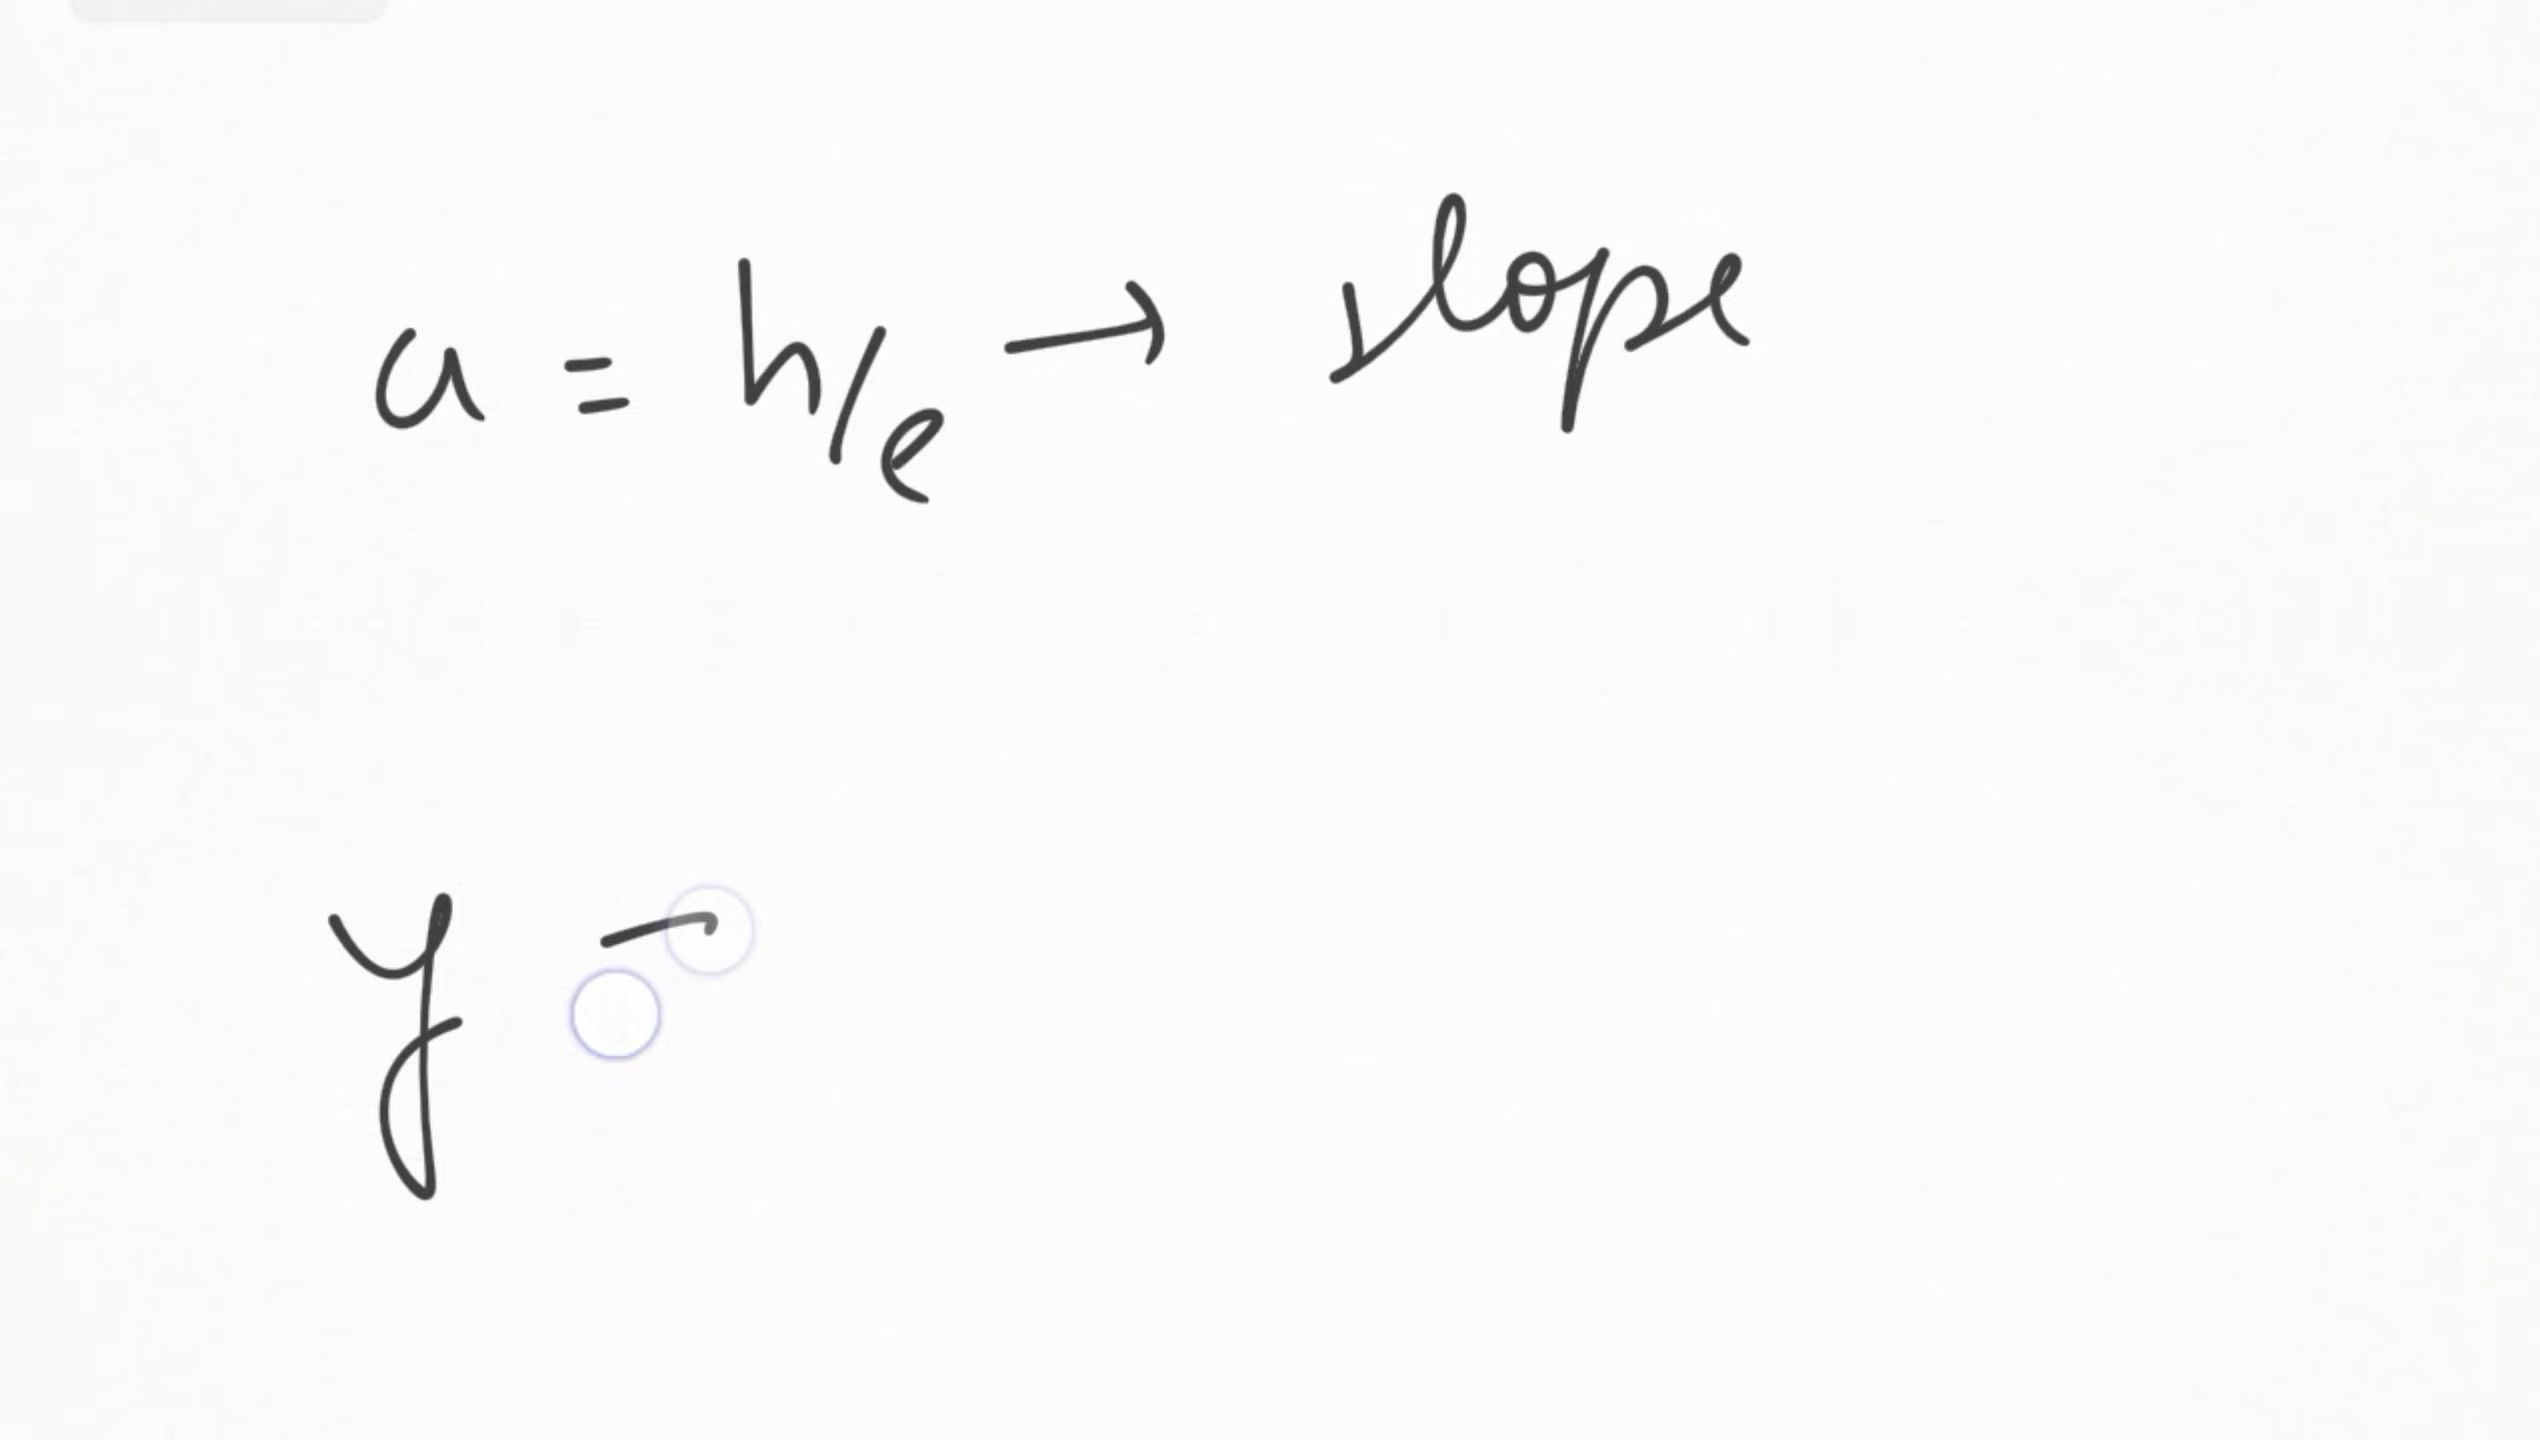 a = h/e → slope
y -